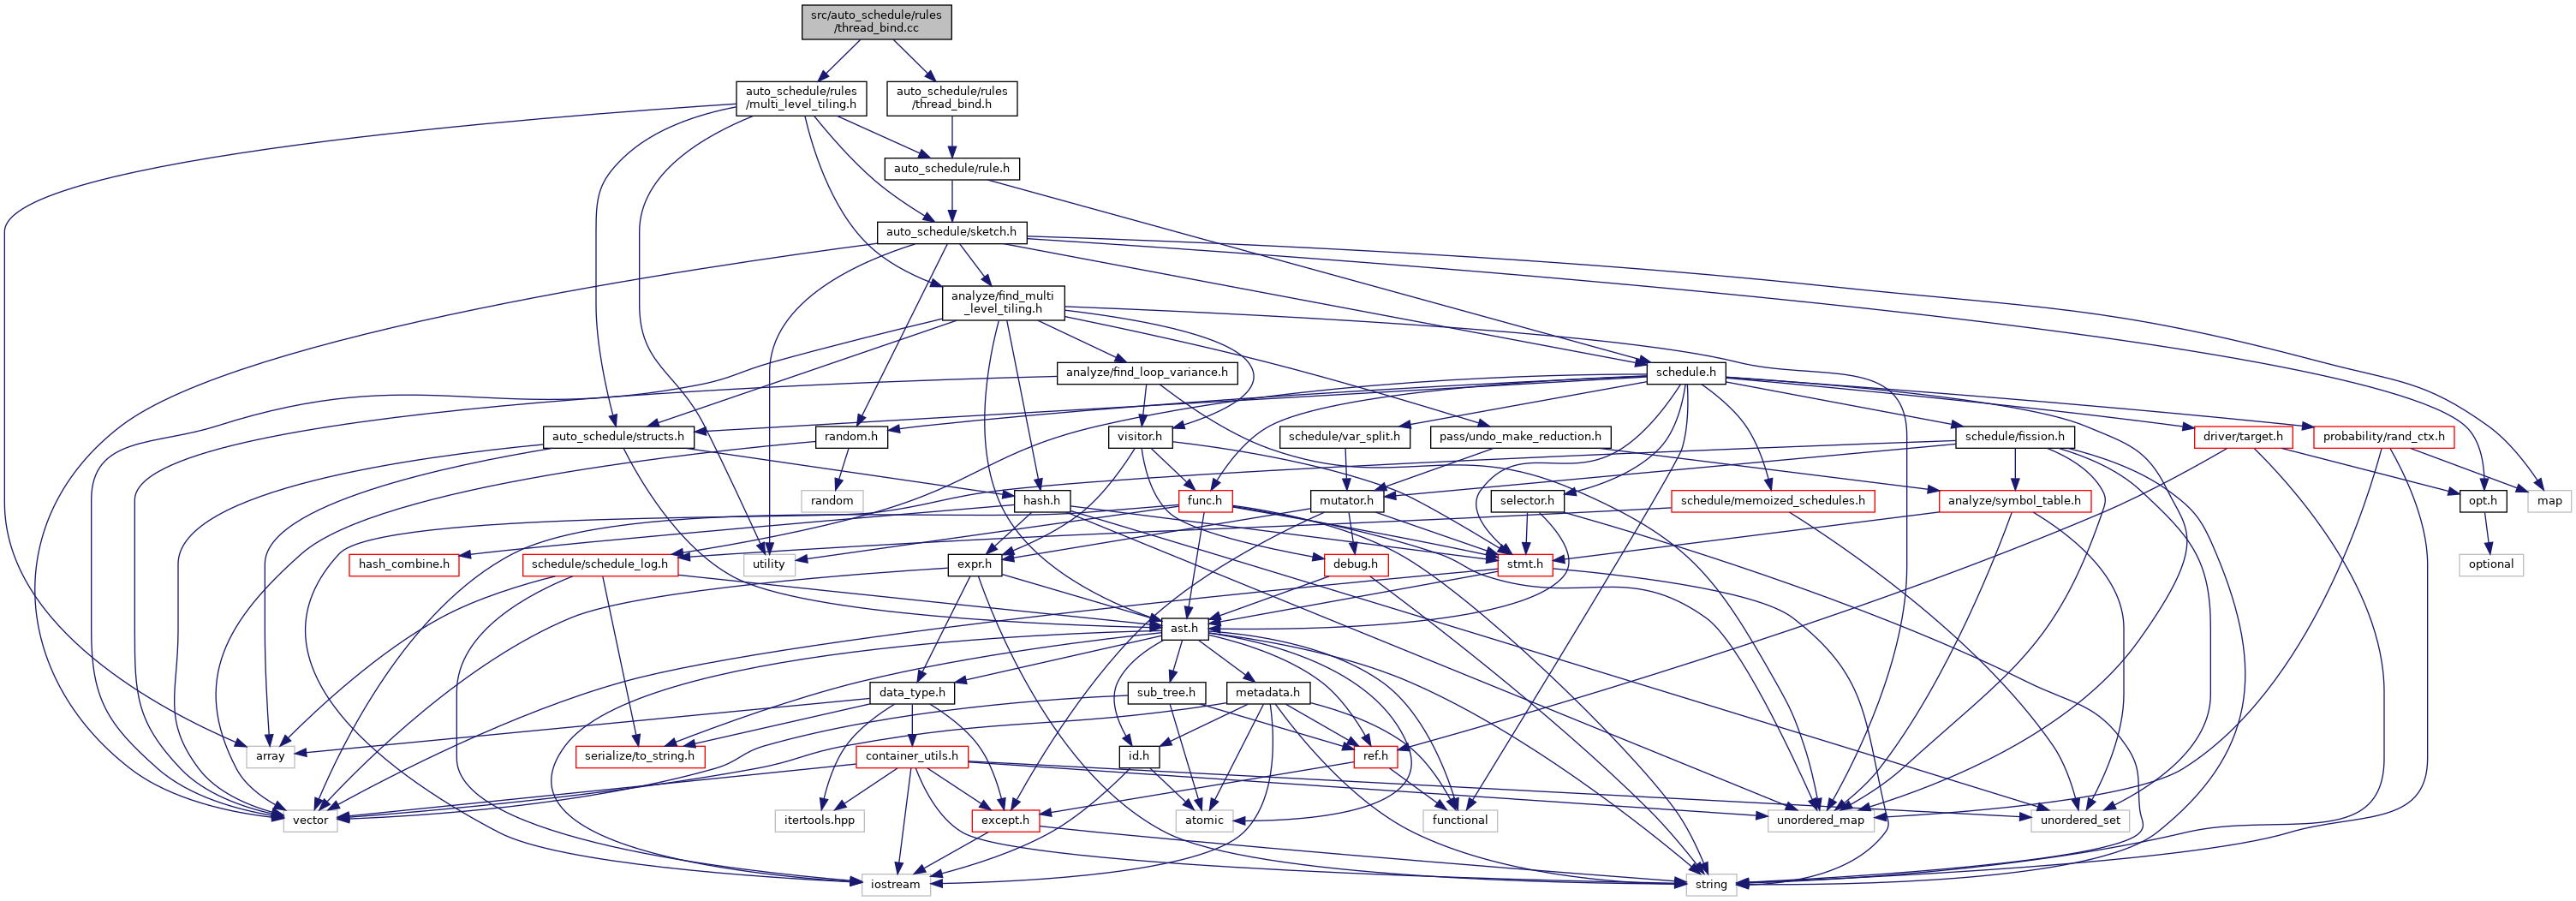 src/auto_schedule/rules
/thread_bind.cc
auto_schedule/rules
/multi_level_tiling.h
auto_schedule/rules
/thread_bind.h
auto_schedule/rule.h
auto_schedule/sketch.h
analyze/find_multi
_level_tiling.h
analyze/find_loop_variance.h
schedule.h
auto_schedule/structs.h
random.h
visitor.h
schedule/var_split.h
pass/undo_make_reduction.h
schedule/fission.h
driver/target.h
probability/rand_ctx.h
random
hash.h
func.h
mutator.h
selector.h
schedule/memoized_schedules.h
analyze/symbol_table.h
opt.h
map
hash_combine.h
schedule/schedule_log.h
utility
expr.h
debug.h
stmt.h
optional
ast.h
data_type.h
sub_tree.h
metadata.h
array
serialize/to_string.h
container_utils.h
id.h
ref.h
vector
itertools.hpp
except.h
atomic
functional
unordered_map
unordered_set
iostream
string